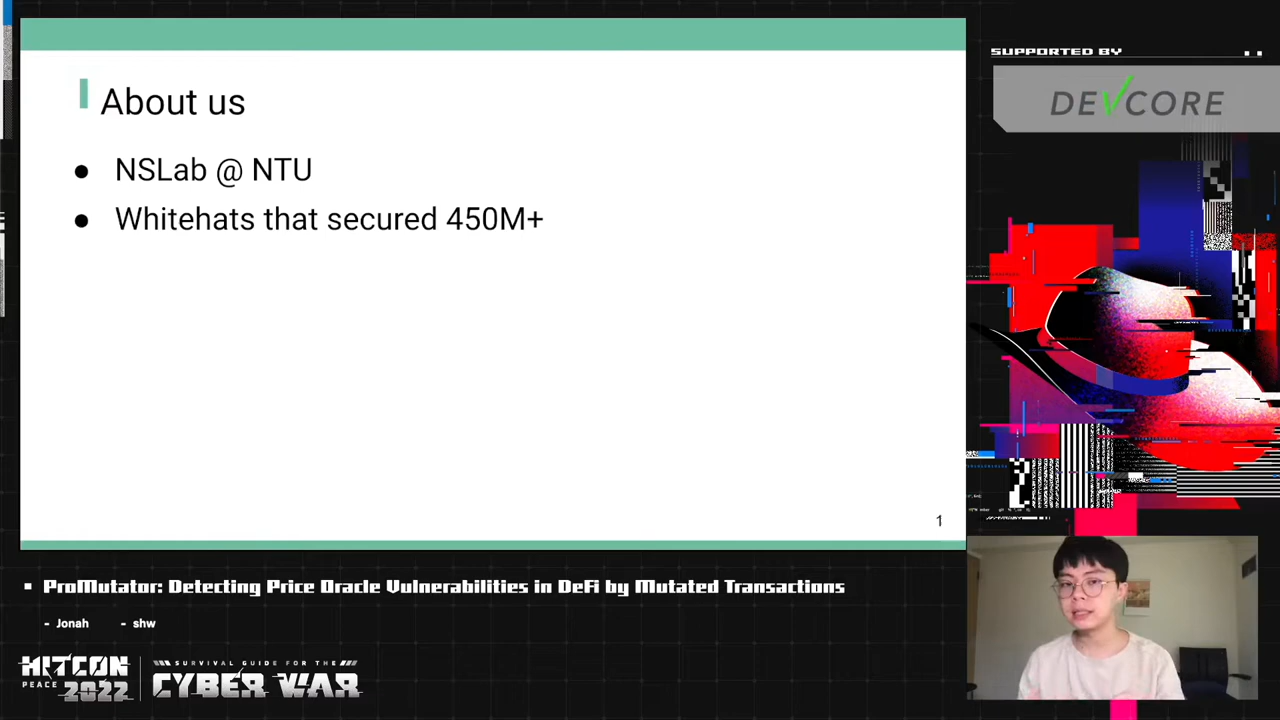 About us
● NSLab @ NTU
● Whitehats that secured 450M+
1
SUPPORTED BY
DEVCORE
ProMutator: Detecting Price Oracle Vulnerabilities in DeFi by Mutated Transactions
- Jonah - shw
HITCON
PEACE 2022
SURVIVAL GUIDE FOR THE
CYBER WAR